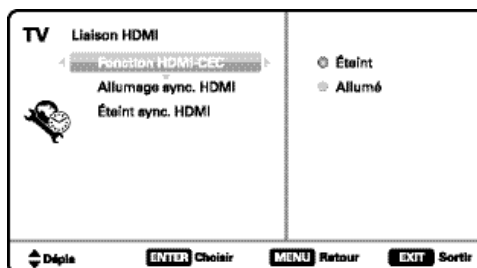 TV Liaison HDMI
Fonction HDMI-CEC
Allumage sync. HDMI
Éteint sync. HDMI
Éteint
Allumé
Dépla ENTER Choisir MENU Retour EXIT Sortir